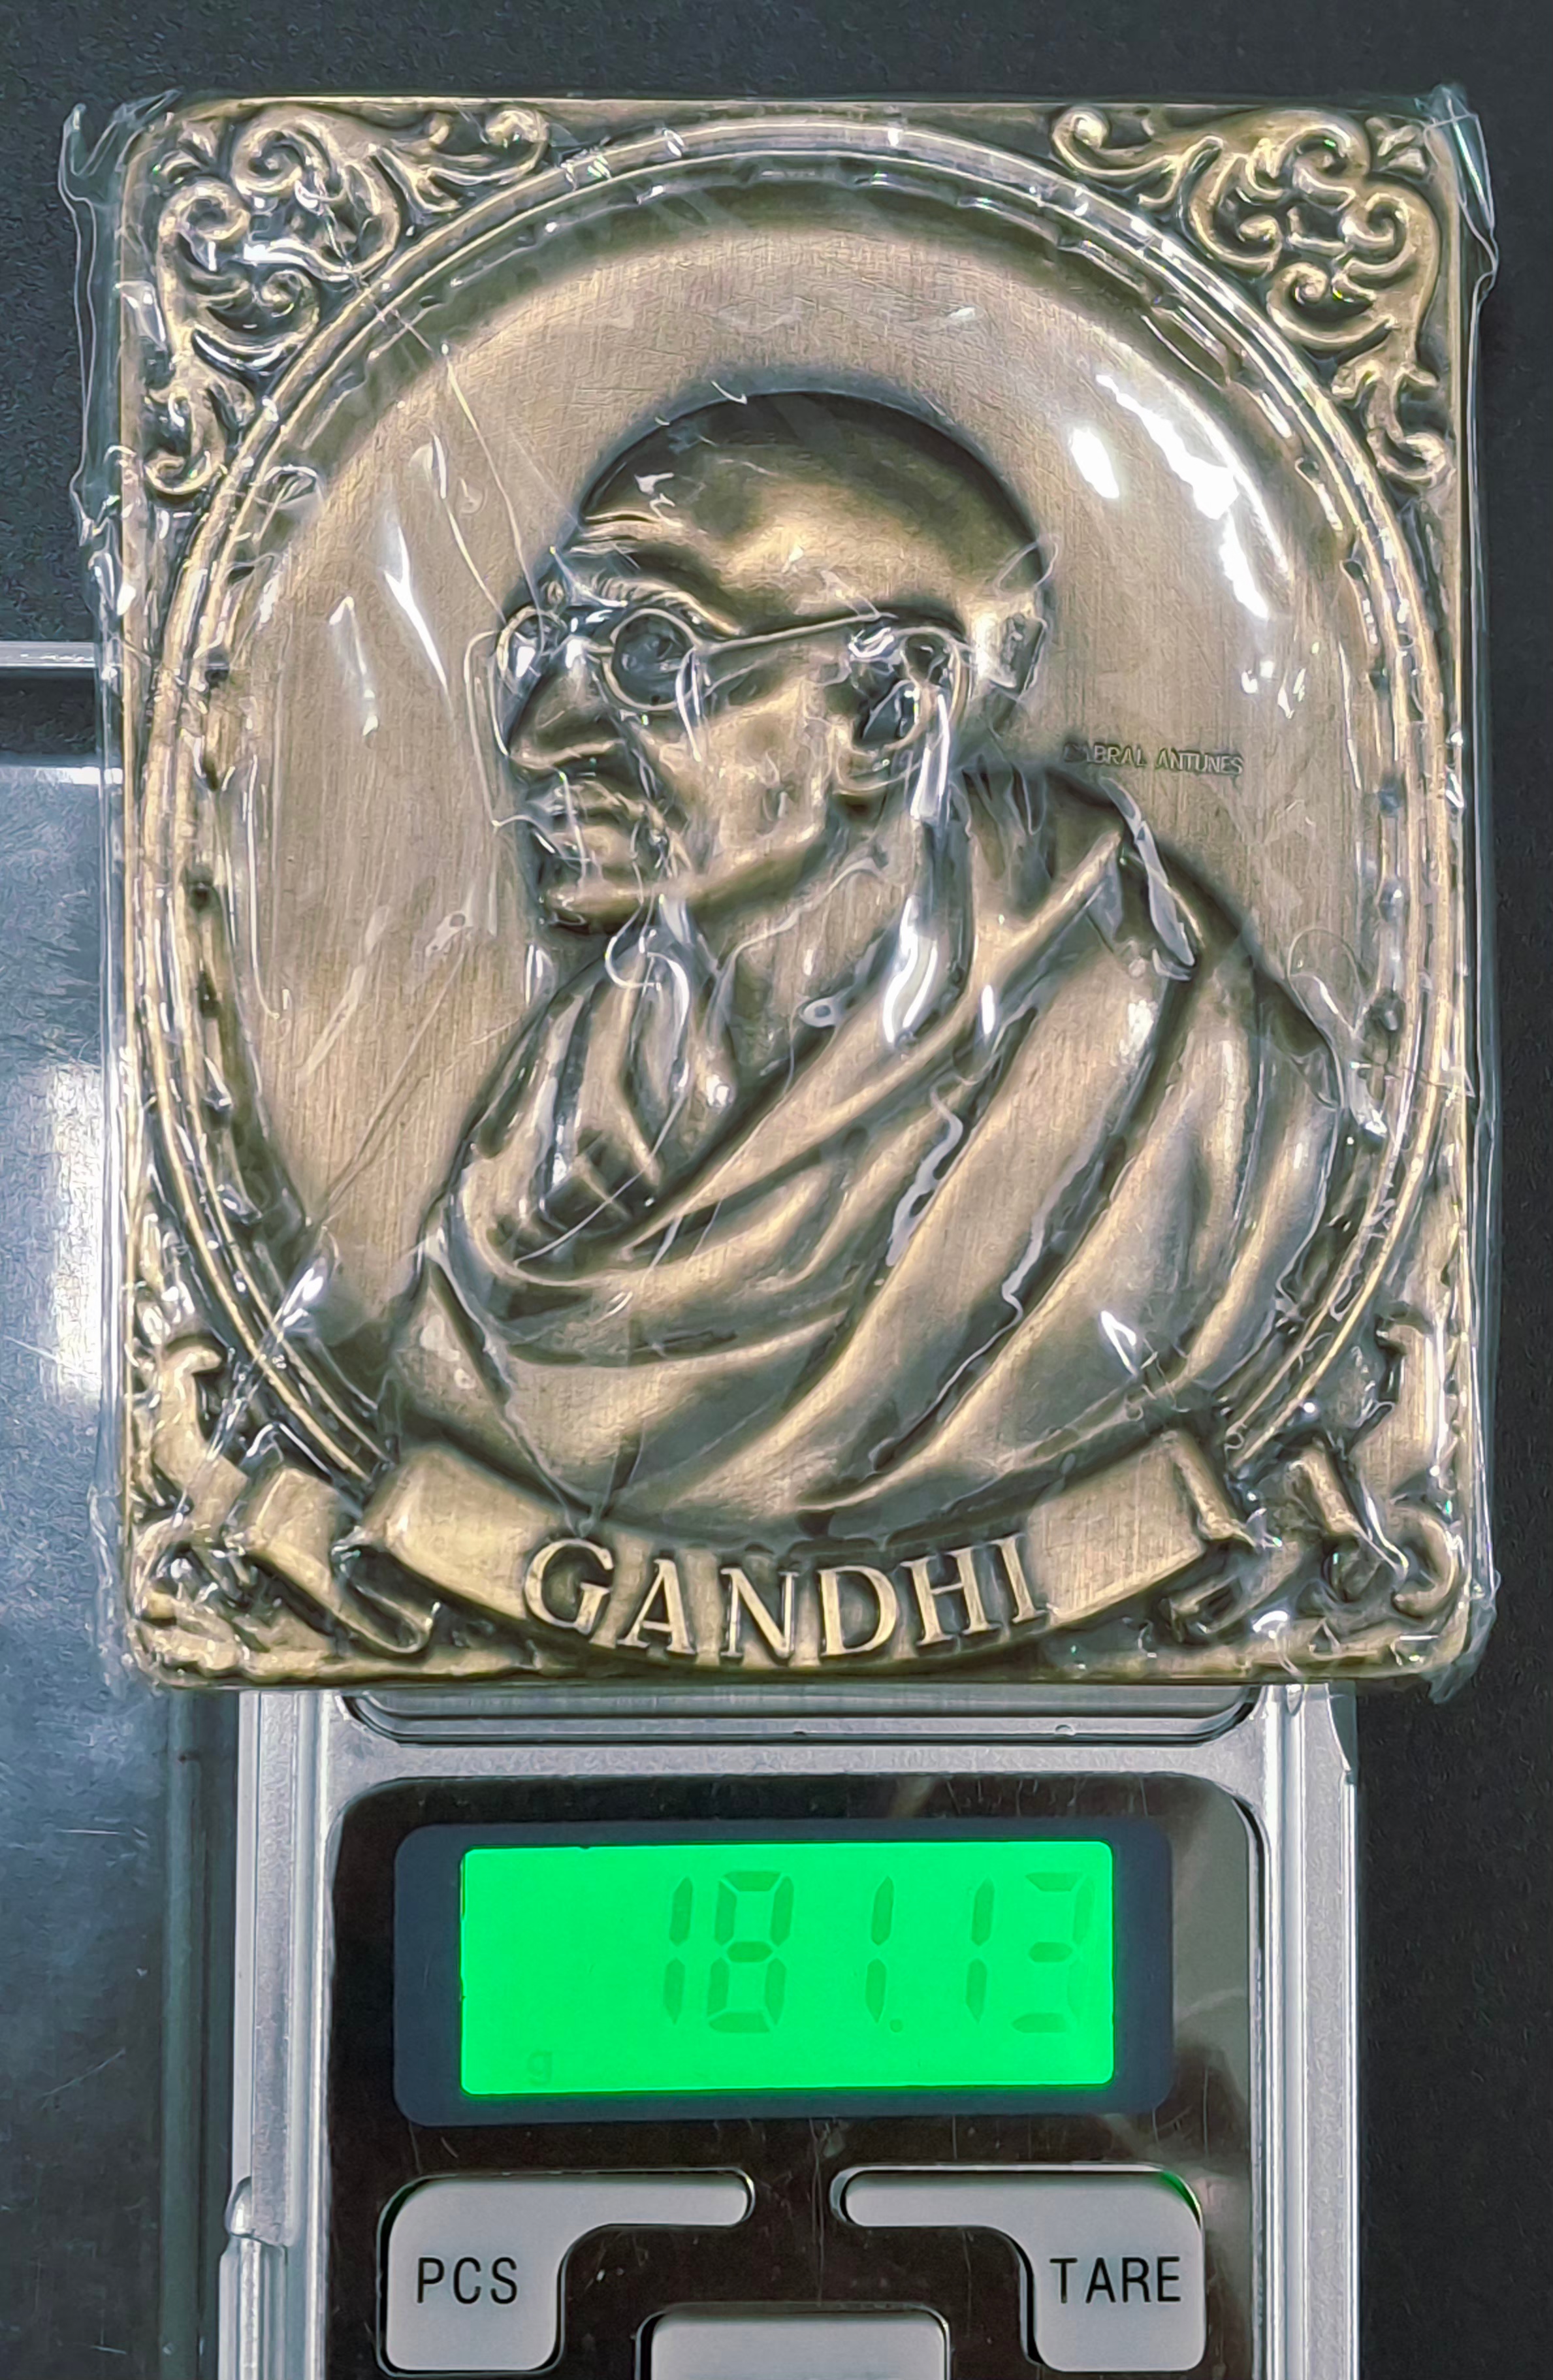 CABRAL ANTUNES
GANDHI
181.13
g
PCS
TARE